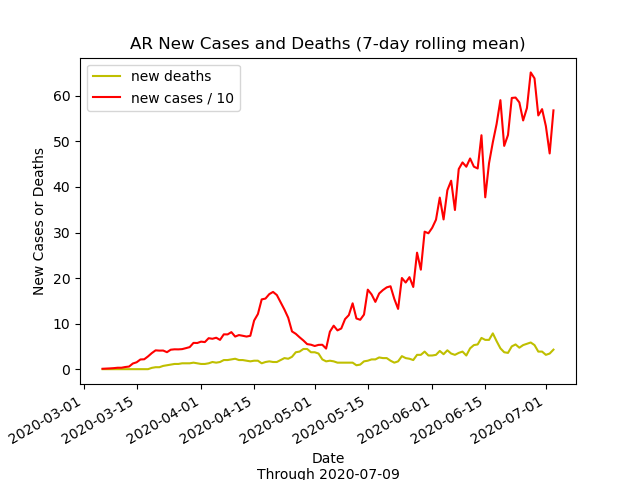 AR New Cases and Deaths (7-day rolling mean)
new deaths
new cases / 10
60
50
40
30
20
10
0
New Cases or Deaths
2020-03-01
2020-03-15
2020-04-01
2020-04-15
2020-05-01
2020-05-15
2020-06-01
2020-06-15
2020-07-01
Date
Through 2020-07-09